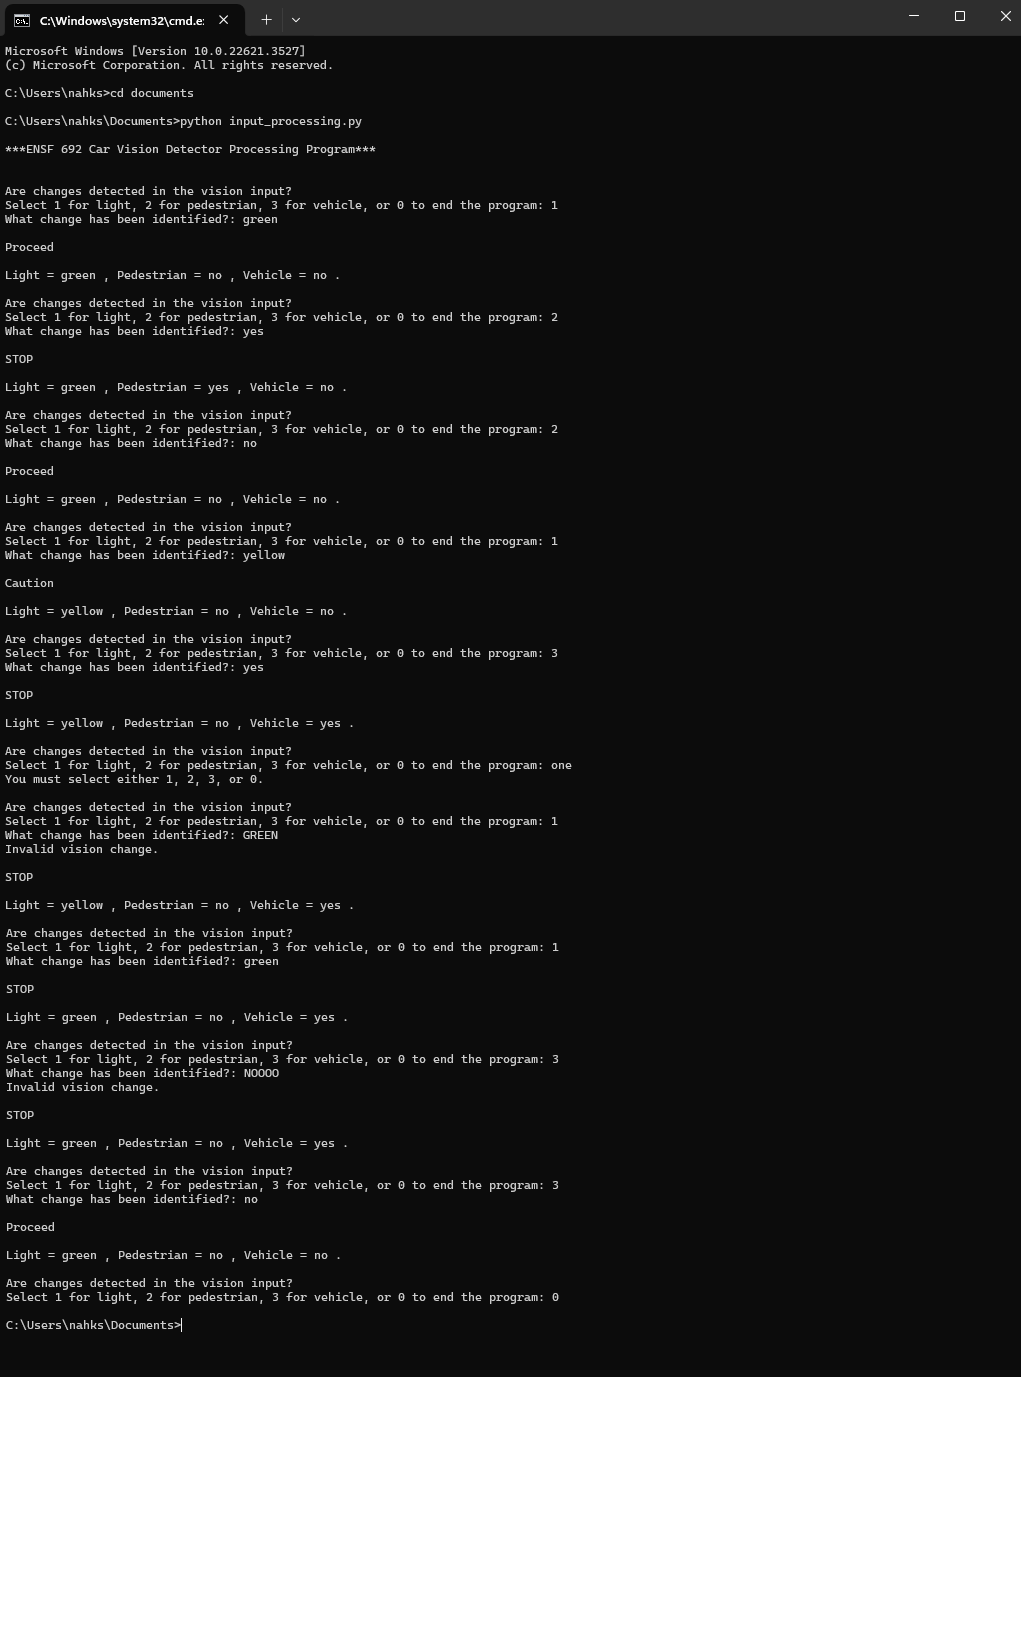 C:\Windows\system32\cmd.e:
Microsoft Windows [Version 10.0.22621.3527]
(c) Microsoft Corporation. All rights reserved.
C:\Users\nahks>cd documents
C:\Users\nahks\Documents>python input_processing.py
***ENSF 692 Car Vision Detector Processing Program***
Are changes detected in the vision input?
Select 1 for light, 2 for pedestrian, 3 for vehicle, or 0 to end the program: 1
What change has been identified?: green
Proceed
Light = green , Pedestrian = no , Vehicle = no .
Are changes detected in the vision input?
Select 1 for light, 2 for pedestrian, 3 for vehicle, or 0 to end the program: 2
What change has been identified?: yes
STOP
Light = green , Pedestrian = yes , Vehicle = no .
Are changes detected in the vision input?
Select 1 for light, 2 for pedestrian, 3 for vehicle, or 0 to end the program: 2
What change has been identified?: no
Proceed
Light = green , Pedestrian = no , Vehicle = no .
Are changes detected in the vision input?
Select 1 for light, 2 for pedestrian, 3 for vehicle, or 0 to end the program: 1
What change has been identified?: yellow
Caution
Light = yellow , Pedestrian = no , Vehicle = no .
Are changes detected in the vision input?
Select 1 for light, 2 for pedestrian, 3 for vehicle, or 0 to end the program: 3
What change has been identified?: yes
STOP
Light = yellow , Pedestrian = no , Vehicle = yes .
Are changes detected in the vision input?
Select 1 for light, 2 for pedestrian, 3 for vehicle, or 0 to end the program: one
You must select either 1, 2, 3, or 0.
Are changes detected in the vision input?
Select 1 for light, 2 for pedestrian, 3 for vehicle, or 0 to end the program: 1
What change has been identified?: GREEN
Invalid vision change.
STOP
Light = yellow , Pedestrian = no , Vehicle = yes .
Are changes detected in the vision input?
Select 1 for light, 2 for pedestrian, 3 for vehicle, or 0 to end the program: 1
What change has been identified?: green
STOP
Light = green , Pedestrian = no , Vehicle = yes .
Are changes detected in the vision input?
Select 1 for light, 2 for pedestrian, 3 for vehicle, or 0 to end the program: 3
What change has been identified?: NOOOO
Invalid vision change.
STOP
Light = green , Pedestrian = no , Vehicle = yes .
Are changes detected in the vision input?
Select 1 for light, 2 for pedestrian, 3 for vehicle, or 0 to end the program: 3
What change has been identified?: no
Proceed
Light = green , Pedestrian = no , Vehicle = no .
Are changes detected in the vision input?
Select 1 for light, 2 for pedestrian, 3 for vehicle, or 0 to end the program: 0
C:\Users\nahks\Documents>